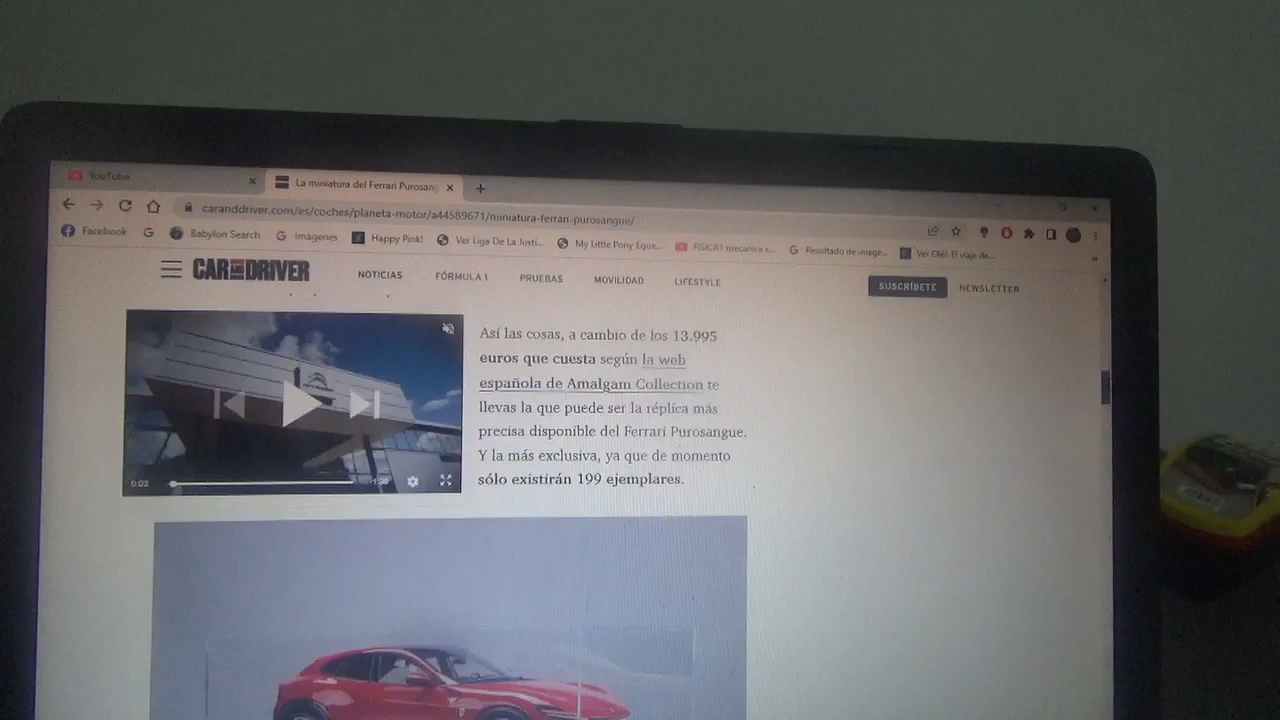 YouTube
La miniatura del Ferrari Purosang
caranddriver.com/es/coches/planeta-motor/a44589671/miniatura-ferrari-purosangue/
Facebook
Babylon Search
Imágenes
Happy Pink!
Ver Liga De La Justi...
My Little Pony Eque...
FISICA1 mecanica s...
Resultado de image...
Ver Olé!: El viaje de...
CAR AND DRIVER
NOTICIAS
FÓRMULA 1
PRUEBAS
MOVILIDAD
LIFESTYLE
SUSCRÍBETE
NEWSLETTER
Así las cosas, a cambio de los 13.995
euros que cuesta según la web
española de Amalgam Collection te
llevas la que puede ser la réplica más
precisa disponible del Ferrari Purosangue.
Y la más exclusiva, ya que de momento
sólo existirán 199 ejemplares.
0:02